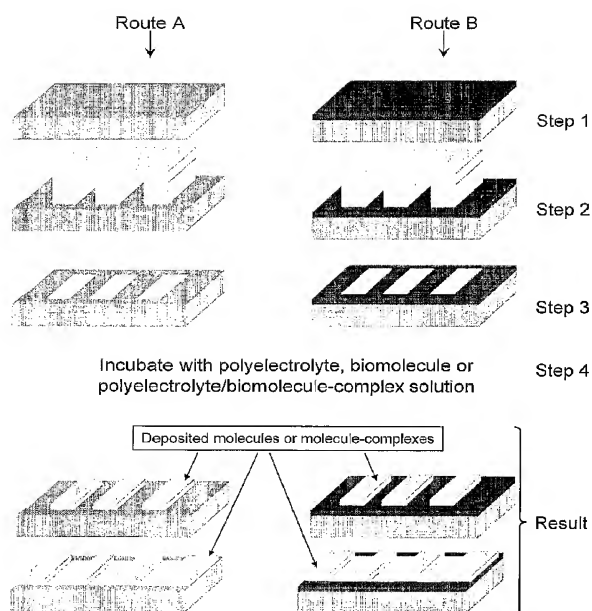 Route A
Route B
Step 1
Step 2
Step 3
Incubate with polyelectrolyte, biomolecule or
polyelectrolyte/biomolecule-complex solution
Step 4
Deposited molecules or molecule-complexes
Result